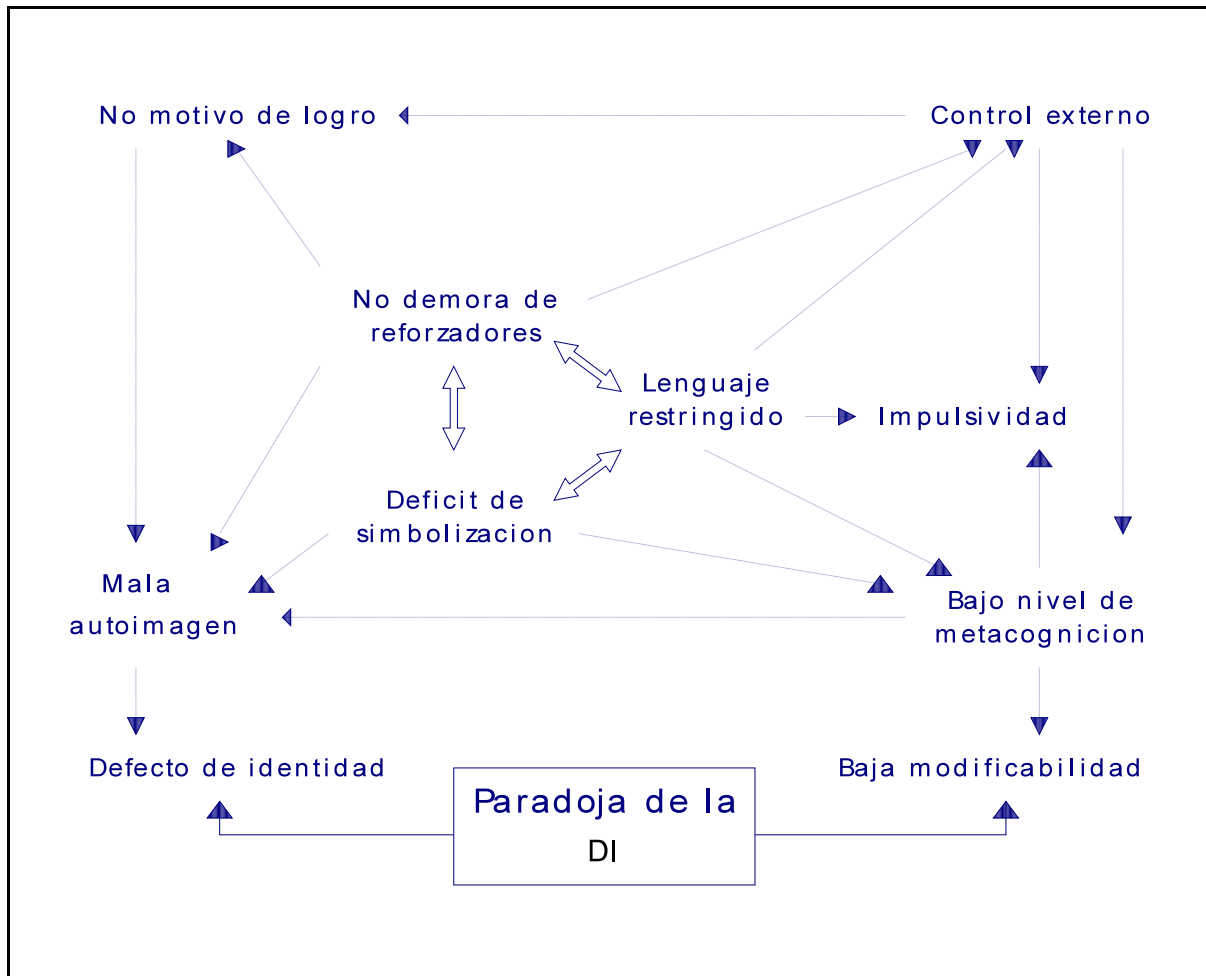 No motivo de logro
Control externo
No demora de
reforzadores
Lenguaje
restringido
Impulsividad
Deficit de
simbolizacion
Mala
autoimagen
Bajo nivel de
metacognicion
Defecto de identidad
Baja modificabilidad
Paradoja de la
DI